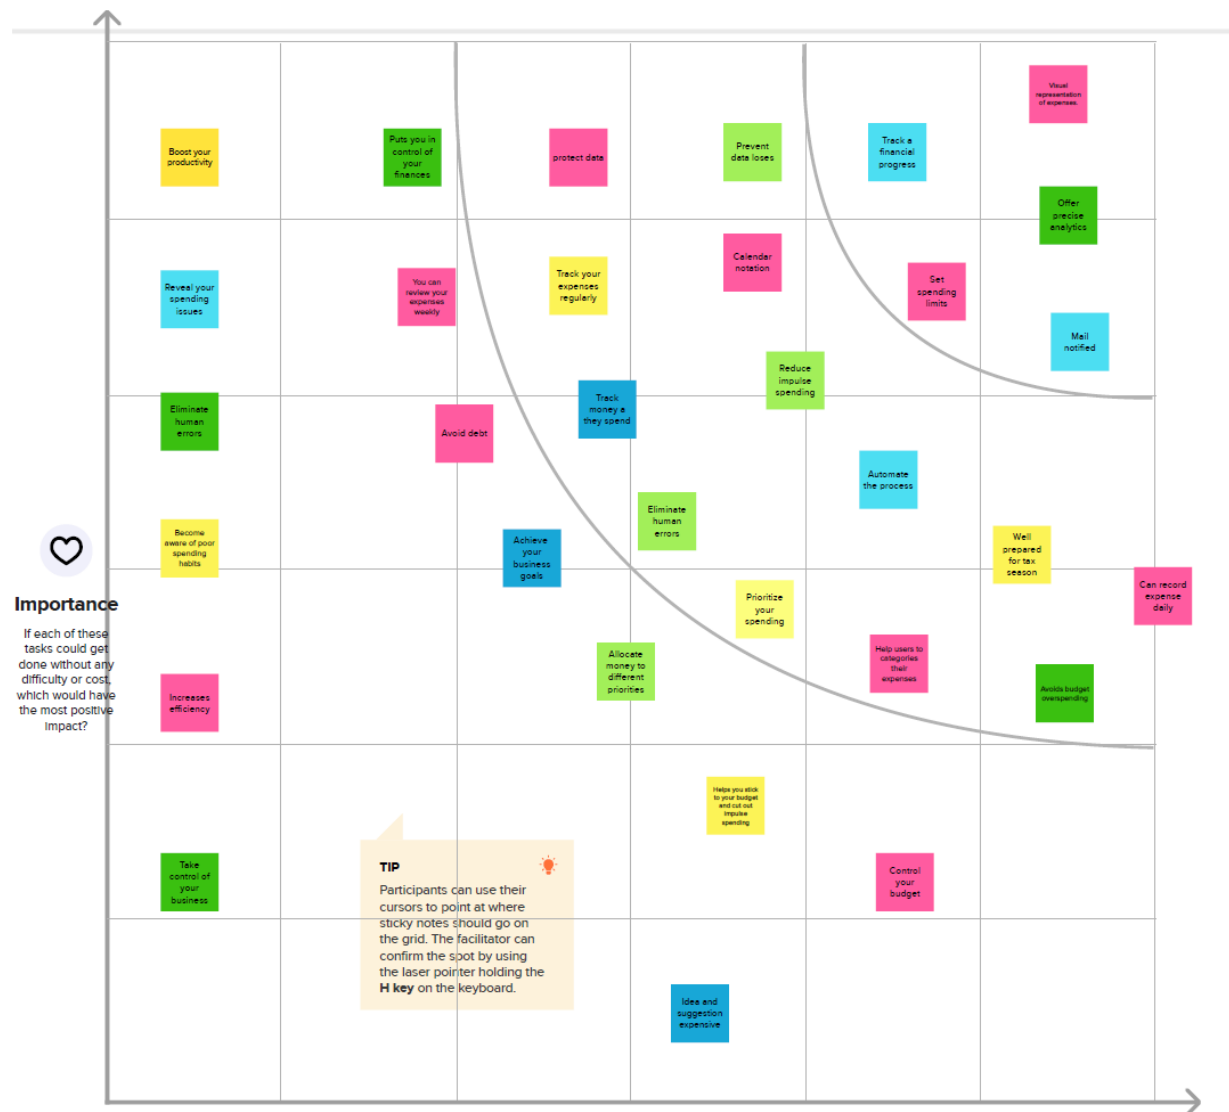 Visual
representation
of expenses.
Boost your
productivity
Puts you in
control of
your
finances
protect data
Prevent
data loses
Track a
financial
progress
Offer
precise
analytics
Reveal your
spending
issues
You can
review your
expenses
weekly
Track your
expenses
regularly
Calendar
notation
Set
spending
limits
Mail
notified
Reduce
impulse
spending
Eliminate
human
errors
Avoid debt
Track
money a
they spend
Automate
the process
Eliminate
human
errors
Become
aware of poor
spending
habits
Achieve
your
business
goals
Well
prepared
for tax
season
Can record
expense
daily
Prioritize
your
spending
Importance
If each of these
tasks could get
done without any
difficulty or cost,
which would have
the most positive
impact?
Allocate
money to
different
priorities
Help users to
categories
their
expenses
Avoids budget
overspending
Increases
efficiency
Helps you stick
to your budget
and cut out
impulse
spending
Take
control of
your
business
TIP
Participants can use their
cursors to point at where
sticky notes should go on
the grid. The facilitator can
confirm the spot by using
the laser pointer holding the
H key on the keyboard.
Control
your
budget
Idea and
suggestion
expensive